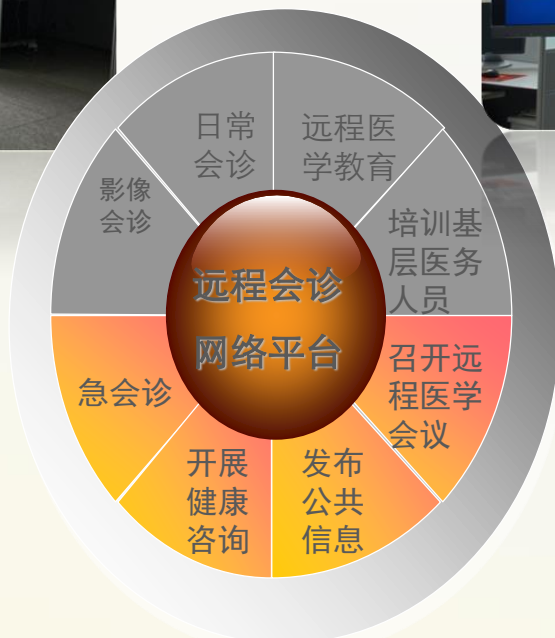 日常
会诊
远程医
学教育
影像
会诊
培训基
层医务
人员
远程会诊
网络平台
急会诊
召开远
程医学
会议
开展
健康
咨询
发布
公共
信息